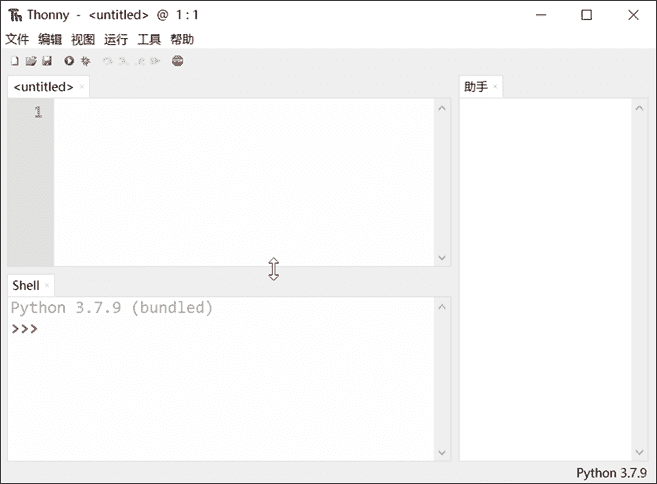 Thonny - <untitled> @ 1:1
文件 编辑 视图 运行 工具 帮助
<untitled>
1
助手
Shell
Python 3.7.9 (bundled)
>>>
Python 3.7.9